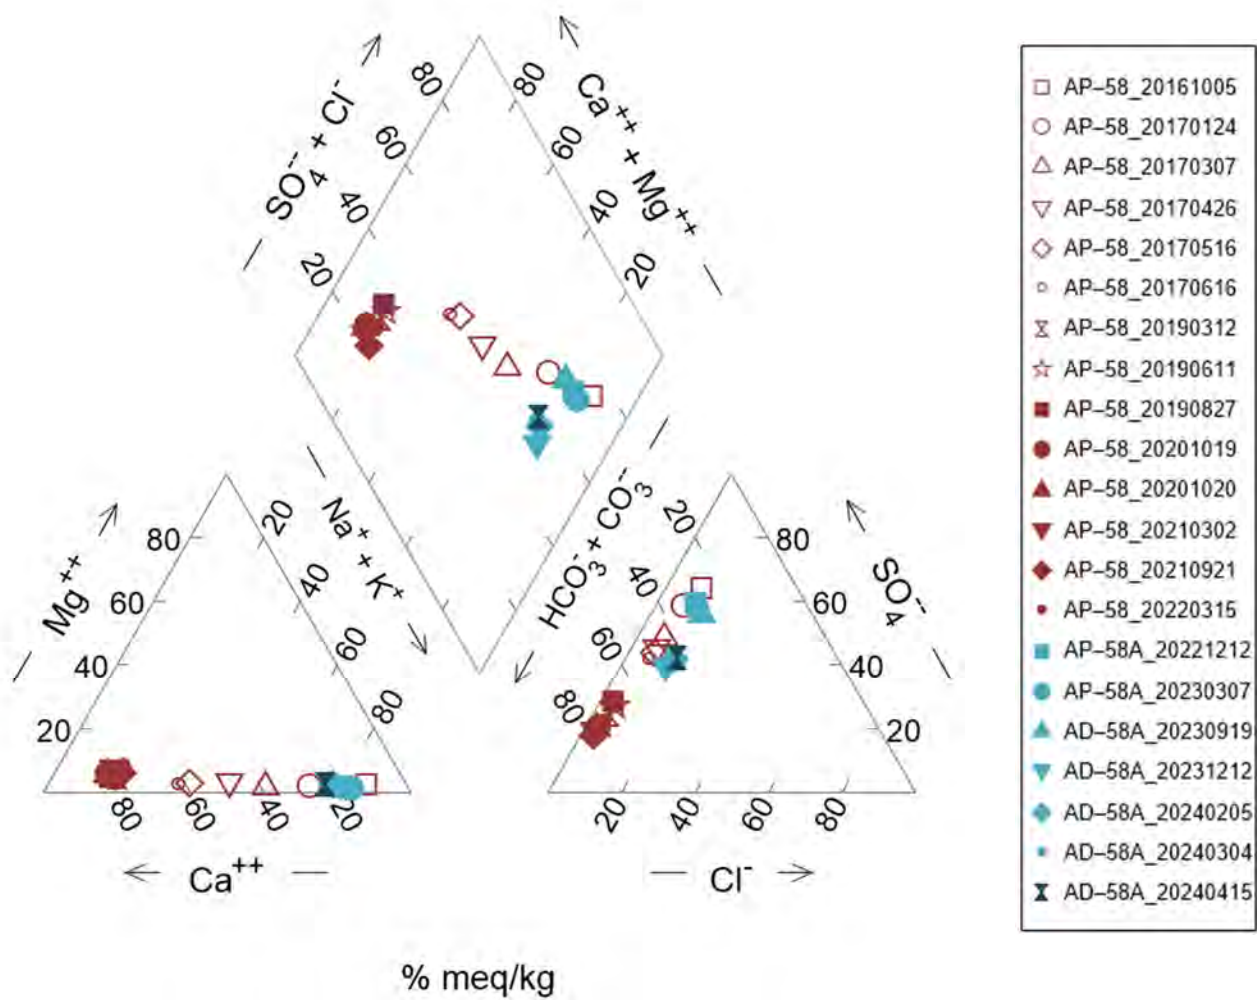 SO4-- + Cl-
Ca++ + Mg++
80
60
40
20
80
60
40
20
Mg++
Na+ + K+
HCO3- + CO3--
SO4--
80
60
40
20
20
40
60
80
80
60
40
20
20
40
60
80
80
60
40
20
20
40
60
80
Ca++
Cl-
% meq/kg
AP–58_20161005
AP–58_20170124
AP–58_20170307
AP–58_20170426
AP–58_20170516
AP–58_20170616
AP–58_20190312
AP–58_20190611
AP–58_20190827
AP–58_20201019
AP–58_20201020
AP–58_20210302
AP–58_20210921
AP–58_20220315
AP–58A_20221212
AP–58A_20230307
AD–58A_20230919
AD–58A_20231212
AD–58A_20240205
AD–58A_20240304
AD–58A_20240415